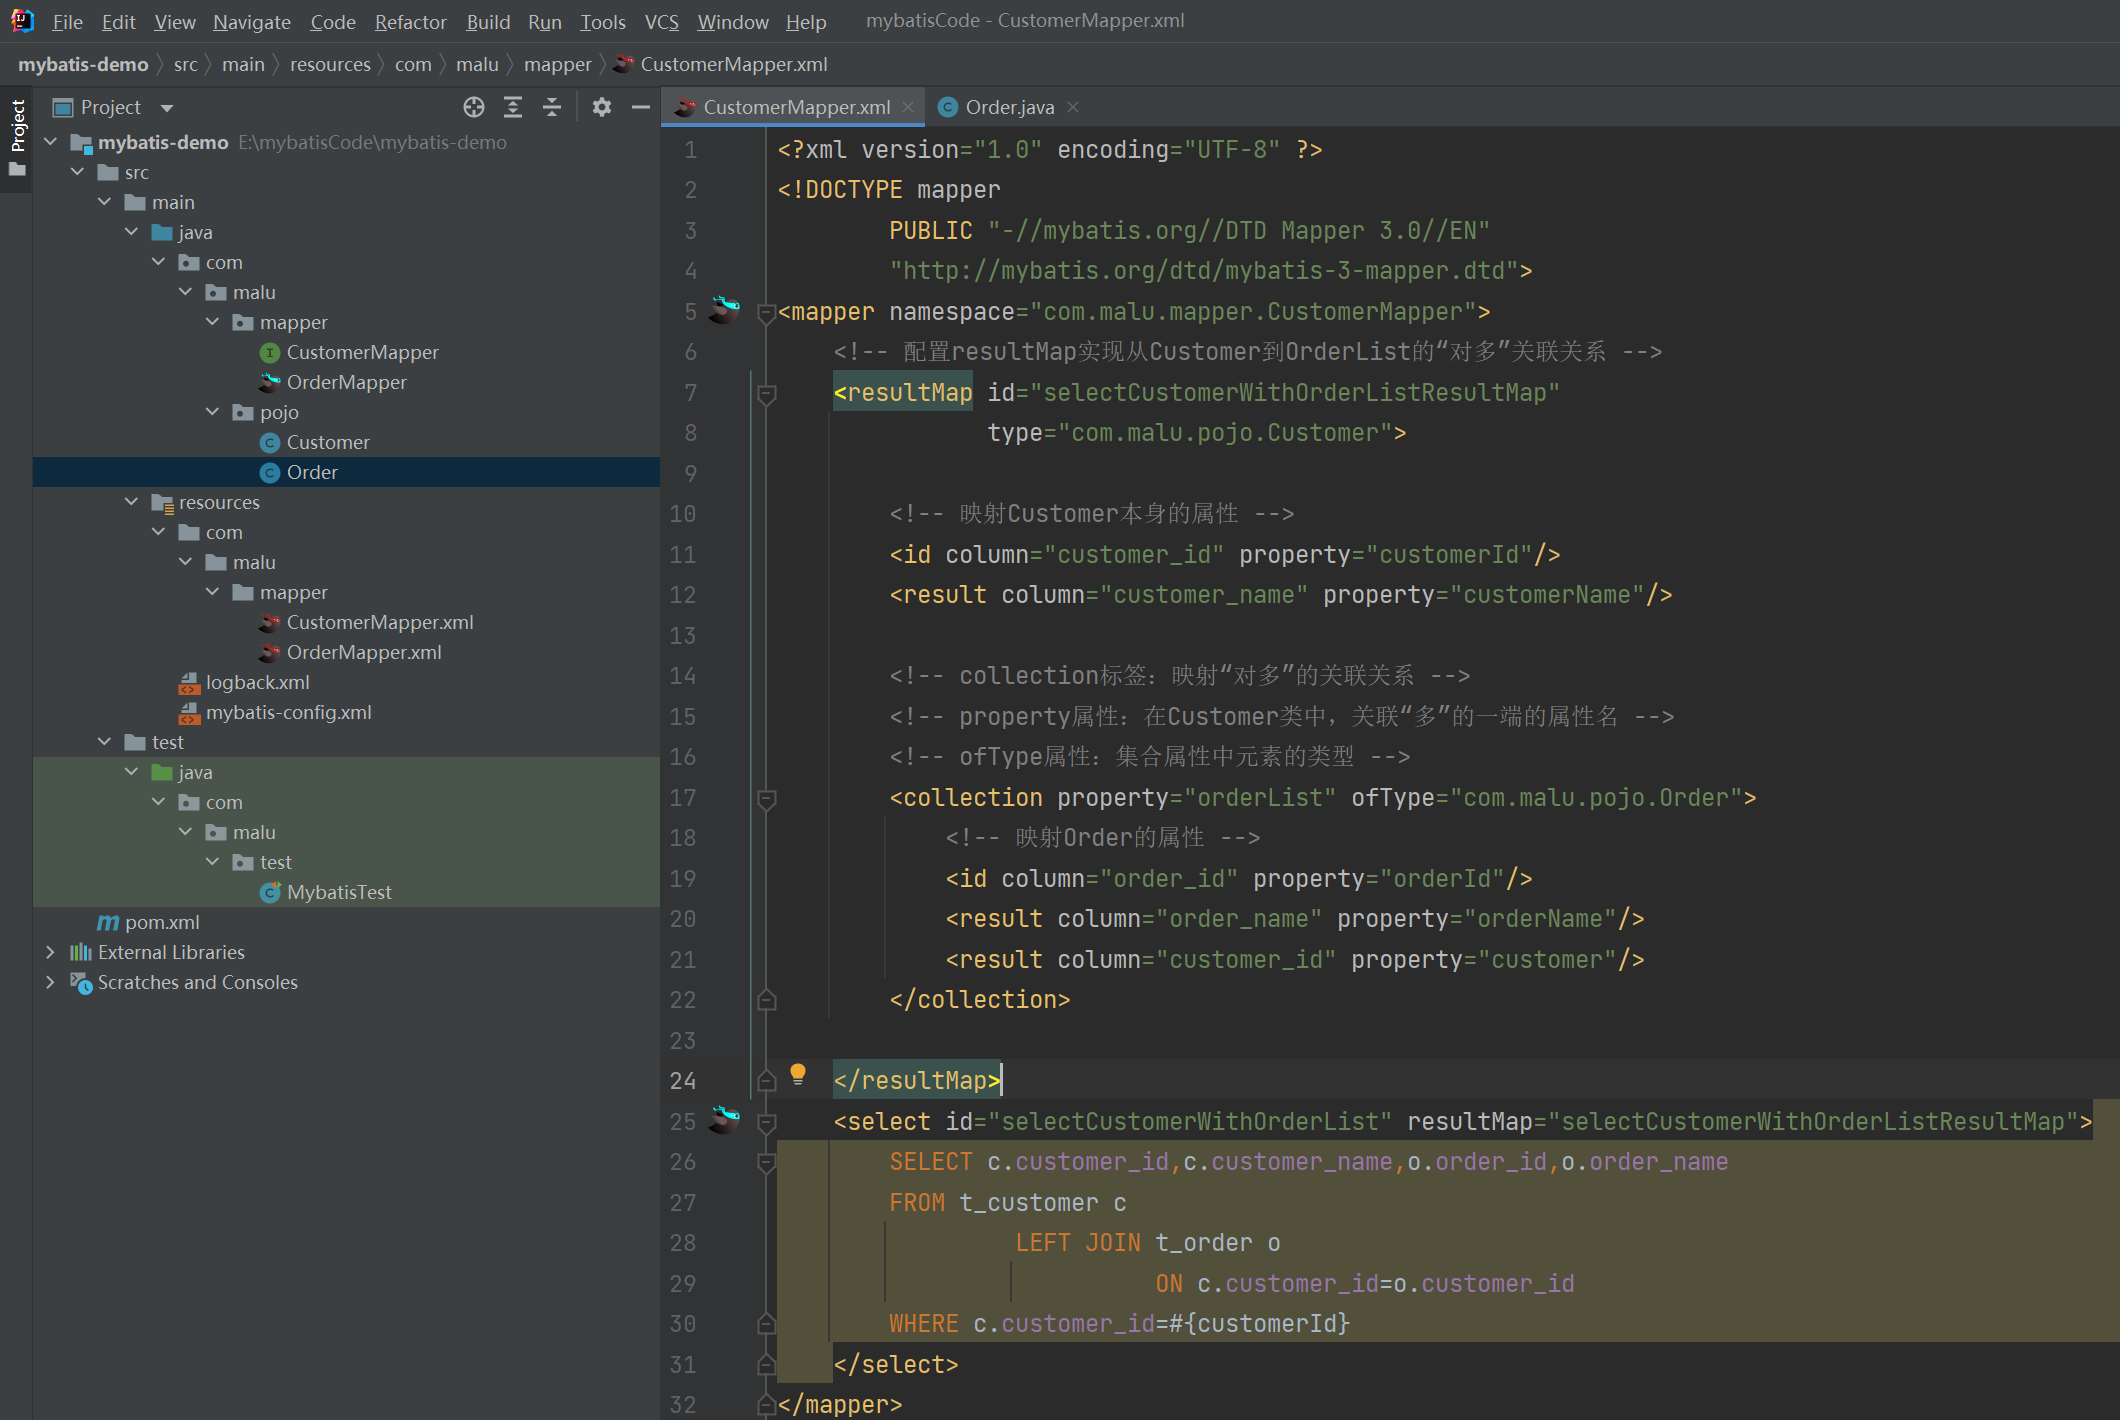 File Edit View Navigate Code Refactor Build Run Tools VCS Window Help mybatisCode - CustomerMapper.xml
mybatis-demo src main resources com malu mapper CustomerMapper.xml
Project
Project
mybatis-demo E:\mybatisCode\mybatis-demo
src
main
java
com
malu
mapper
CustomerMapper
OrderMapper
pojo
Customer
Order
resources
com
malu
mapper
CustomerMapper.xml
OrderMapper.xml
logback.xml
mybatis-config.xml
test
java
com
malu
test
MybatisTest
pom.xml
External Libraries
Scratches and Consoles
CustomerMapper.xml Order.java
1 <?xml version="1.0" encoding="UTF-8" ?>
2 <!DOCTYPE mapper
3 PUBLIC "-//mybatis.org//DTD Mapper 3.0//EN"
4 "http://mybatis.org/dtd/mybatis-3-mapper.dtd">
5 <mapper namespace="com.malu.mapper.CustomerMapper">
6 <!-- 配置resultMap实现从Customer到OrderList的“对多”关联关系 -->
7 <resultMap id="selectCustomerWithOrderListResultMap"
8 type="com.malu.pojo.Customer">
9
10 <!-- 映射Customer本身的属性 -->
11 <id column="customer_id" property="customerId"/>
12 <result column="customer_name" property="customerName"/>
13
14 <!-- collection标签：映射“对多”的关联关系 -->
15 <!-- property属性：在Customer类中，关联“多”的一端的属性名 -->
16 <!-- ofType属性：集合属性中元素的类型 -->
17 <collection property="orderList" ofType="com.malu.pojo.Order">
18 <!-- 映射Order的属性 -->
19 <id column="order_id" property="orderId"/>
20 <result column="order_name" property="orderName"/>
21 <result column="customer_id" property="customer"/>
22 </collection>
23
24 </resultMap>
25 <select id="selectCustomerWithOrderList" resultMap="selectCustomerWithOrderListResultMap">
26 SELECT c.customer_id,c.customer_name,o.order_id,o.order_name
27 FROM t_customer c
28 LEFT JOIN t_order o
29 ON c.customer_id=o.customer_id
30 WHERE c.customer_id=#{customerId}
31 </select>
32 </mapper>